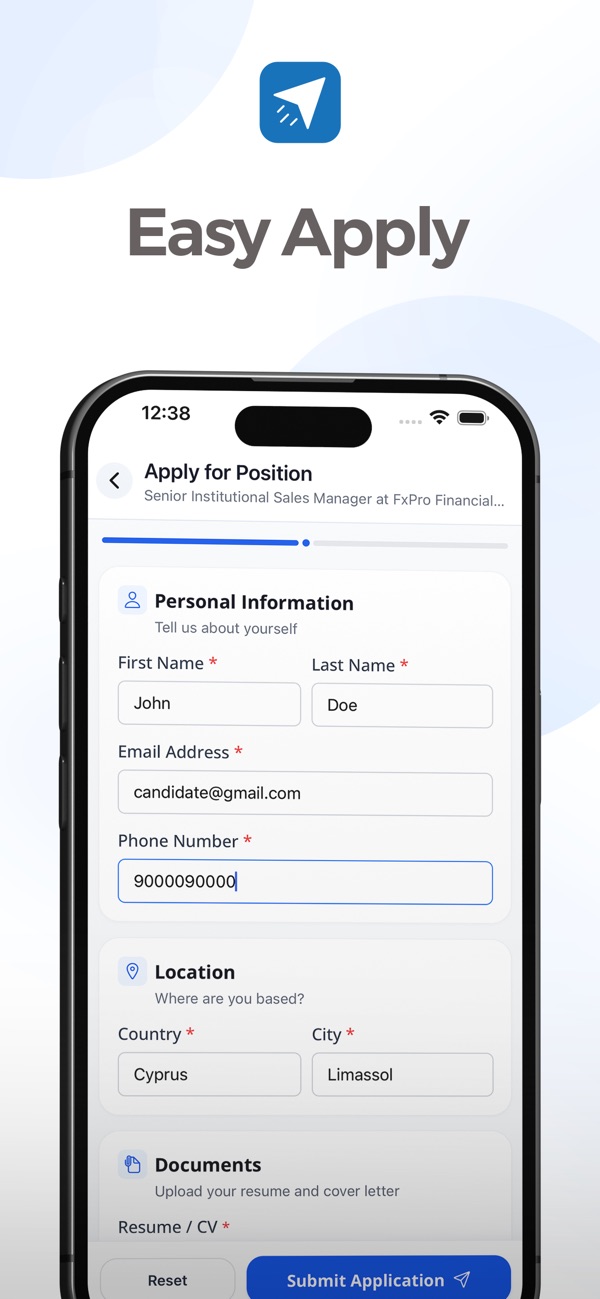 Easy Apply
12:38
Apply for Position
Senior Institutional Sales Manager at FxPro Financial...
Personal Information
Tell us about yourself
First Name * Last Name *
John Doe
Email Address *
candidate@gmail.com
Phone Number *
9000090000
Location
Where are you based?
Country * City *
Cyprus Limassol
Documents
Upload your resume and cover letter
Resume / CV *
Reset Submit Application